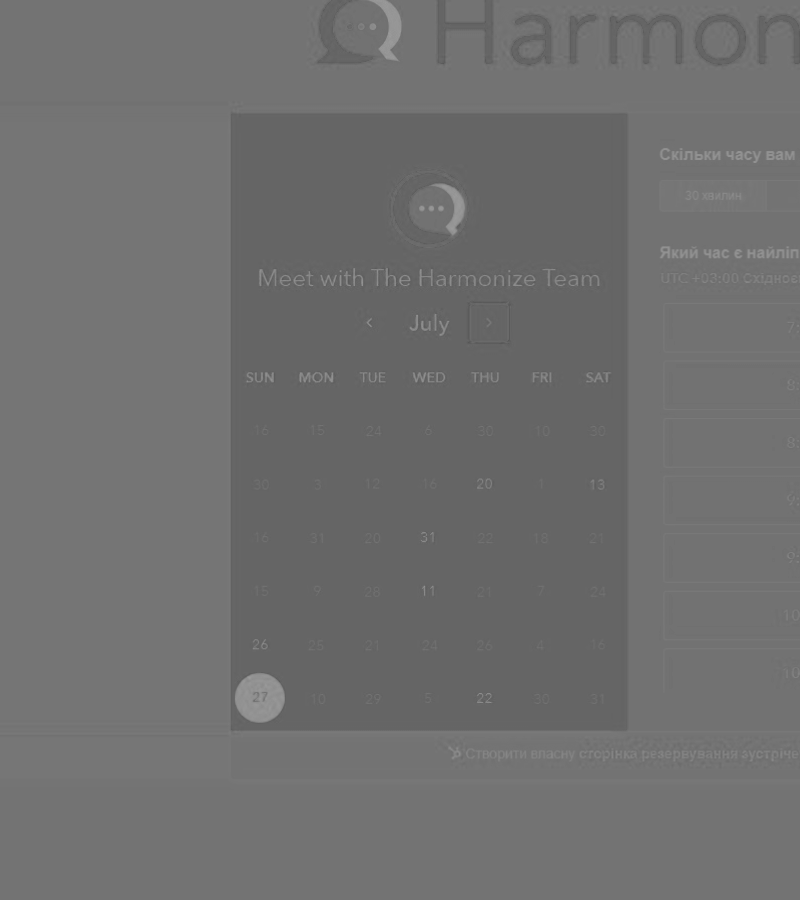 Harmon
Скільки часу вам
30 хвилин
Який час є найліп
UTC +03:00 Східноє
Meet with The Harmonize Team
‹ July ›
SUN MON TUE WED THU FRI SAT
16 15 24 6 30 10 30
30 3 12 16 20 1 13
16 31 20 31 22 15 21
15 9 28 11 21 7 24
26 25 21 24 26 4 16
27 10 29 5 22 30 31
7:
8:
8:
9:
9:
10
10
Створити власну сторінка резервування зустріче